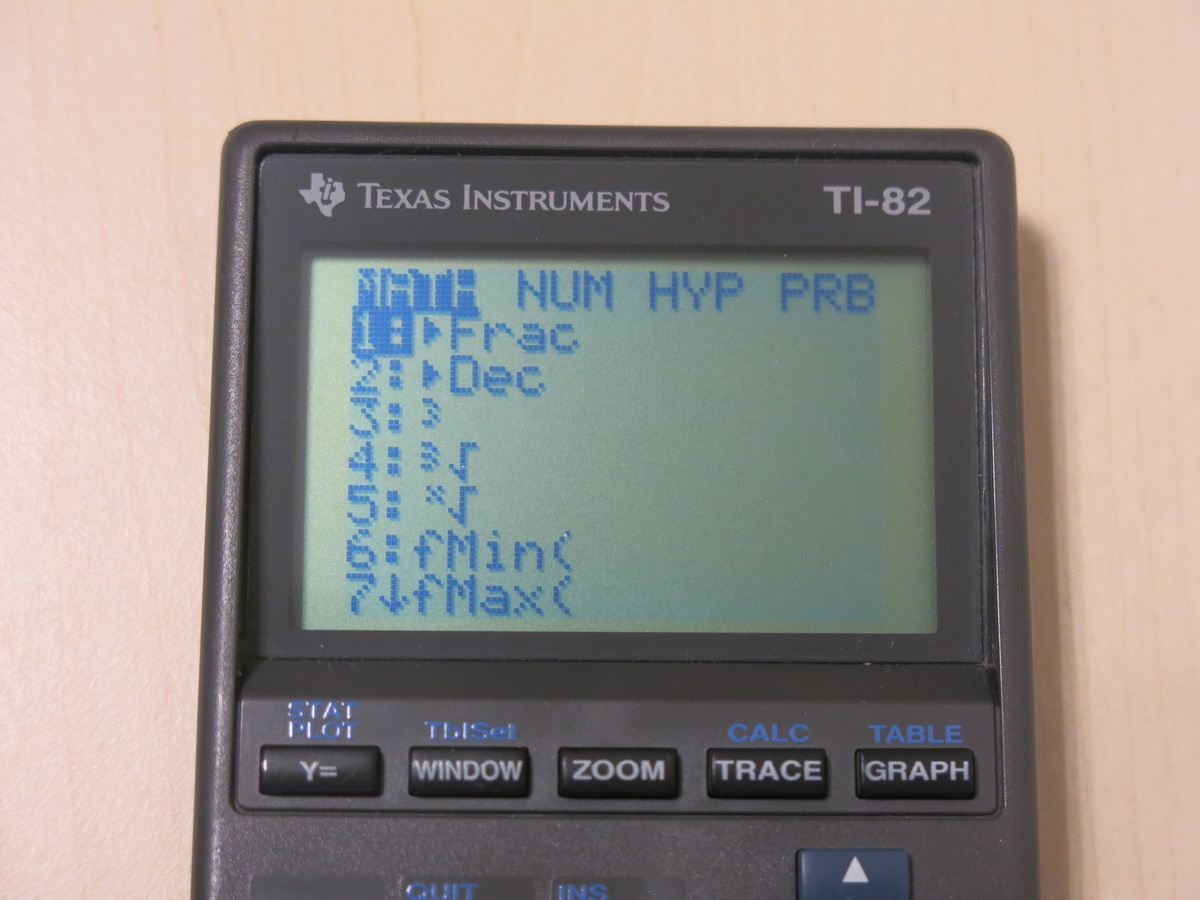 TEXAS INSTRUMENTS TI-82
MATH NUM HYP PRB
1:▸Frac
2:▸Dec
3:³
4:³√
5:ˣ√
6:fMin(
7↓fMax(
STAT PLOT TblSet CALC TABLE
Y= WINDOW ZOOM TRACE GRAPH
QUIT INS